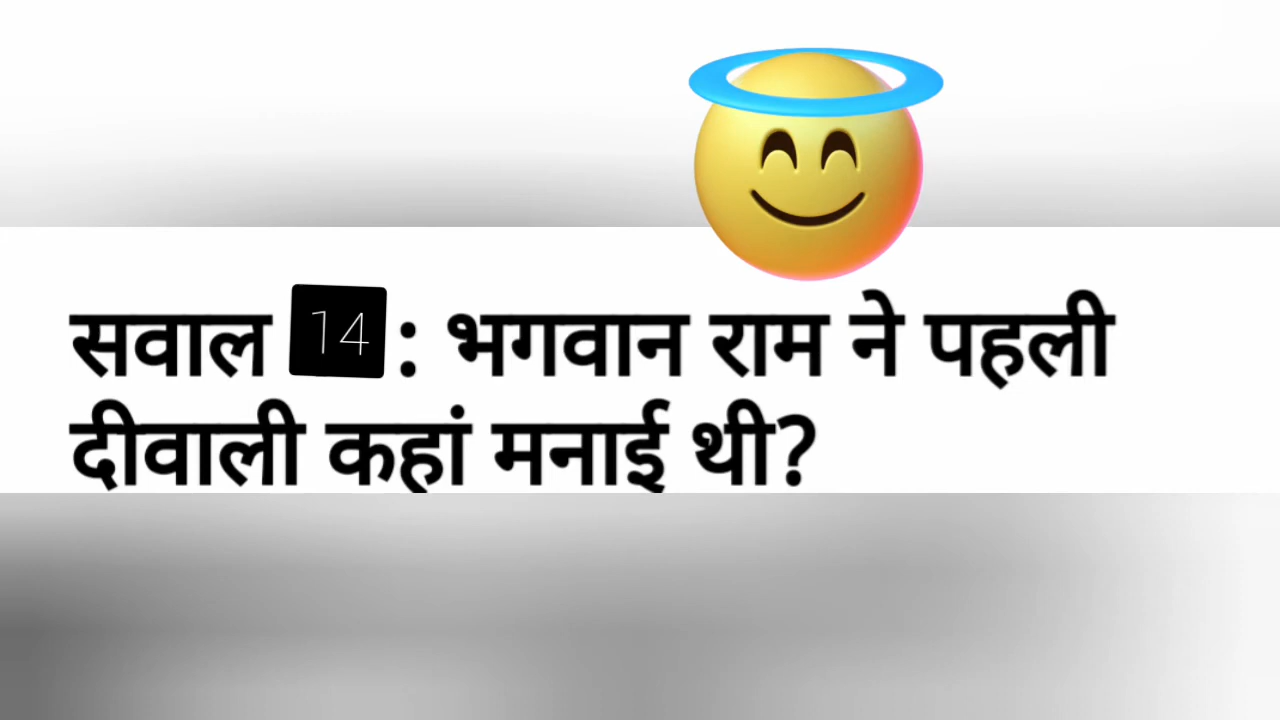 सवाल 14: भगवान राम ने पहली
दीवाली कहां मनाई थी?